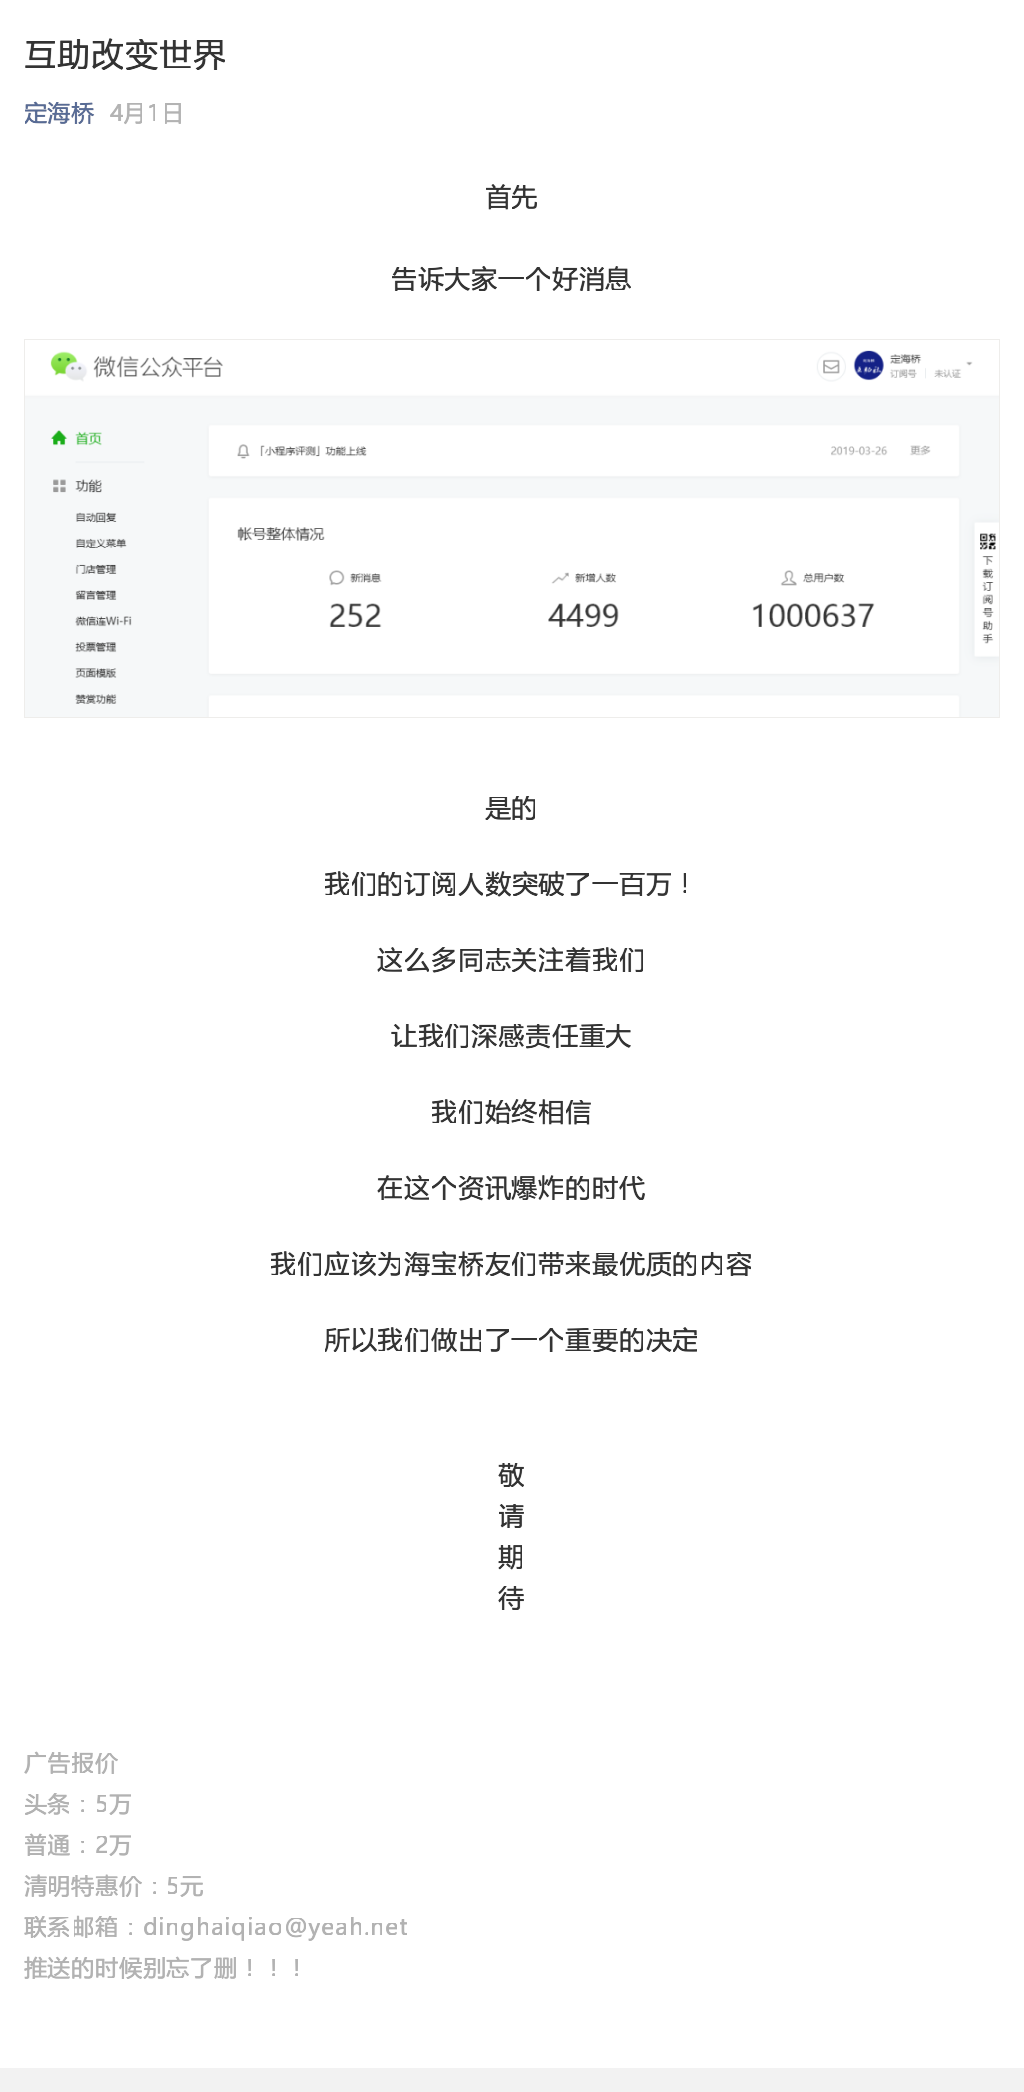 互助改变世界
定海桥 4月1日
首先
告诉大家一个好消息
微信公众平台
定海桥
订阅号 | 未认证
首页
「小程序评测」功能上线 2019-03-26 更多
功能
自动回复
自定义菜单
门店管理
留言管理
微信连Wi-Fi
投票管理
页面模版
赞赏功能
帐号整体情况
新消息 新增人数 总用户数
252 4499 1000637
下载订阅号助手
是的
我们的订阅人数突破了一百万！
这么多同志关注着我们
让我们深感责任重大
我们始终相信
在这个资讯爆炸的时代
我们应该为海宝桥友们带来最优质的内容
所以我们做出了一个重要的决定
敬
请
期
待
广告报价
头条：5万
普通：2万
清明特惠价：5元
联系邮箱：dinghaiqiao@yeah.net
推送的时候别忘了删！！！